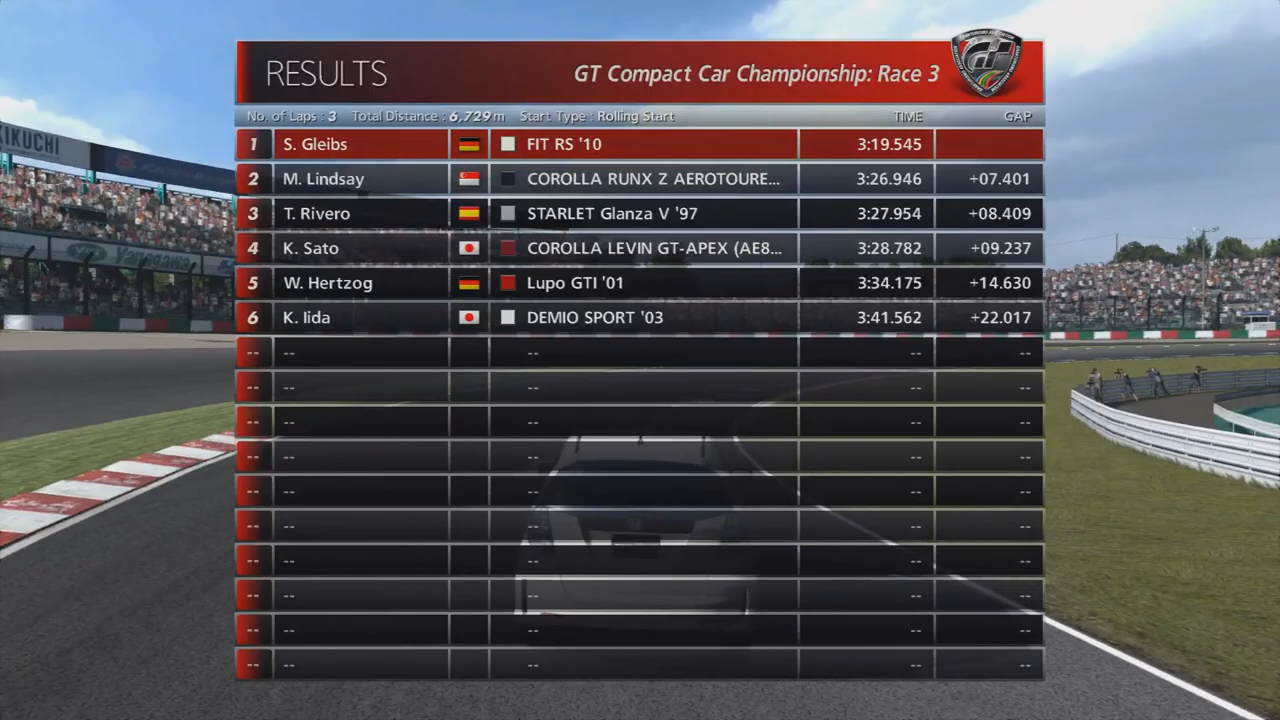 RESULTS
GT Compact Car Championship: Race 3
No. of Laps : 3 Total Distance : 6,729 m Start Type : Rolling Start TIME GAP
1 S. Gleibs FIT RS '10 3:19.545
2 M. Lindsay COROLLA RUNX Z AEROTOURE... 3:26.946 +07.401
3 T. Rivero STARLET Glanza V '97 3:27.954 +08.409
4 K. Sato COROLLA LEVIN GT-APEX (AE8... 3:28.782 +09.237
5 W. Hertzog Lupo GTI '01 3:34.175 +14.630
6 K. Iida DEMIO SPORT '03 3:41.562 +22.017
-- -- -- -- --
-- -- -- -- --
-- -- -- -- --
-- -- -- -- --
-- -- -- -- --
-- -- -- -- --
-- -- -- -- --
-- -- -- -- --
-- -- -- -- --
-- -- -- -- --